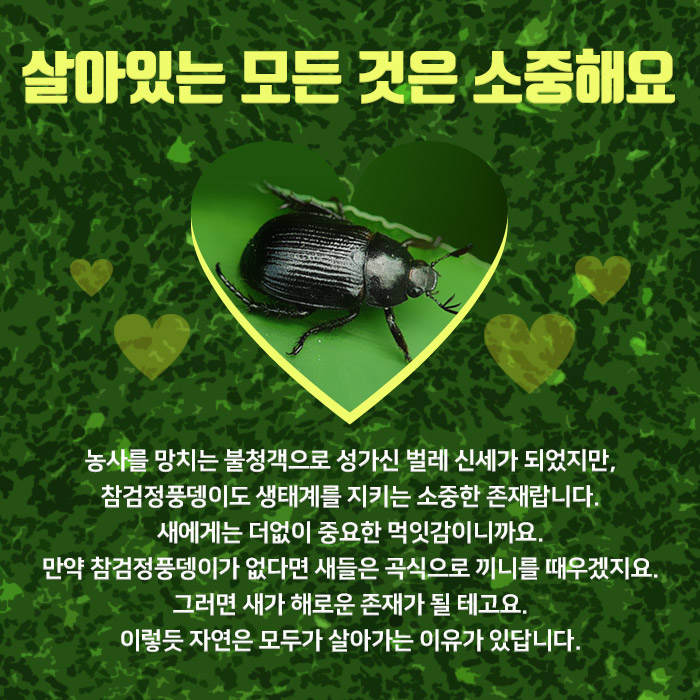 살아있는 모든 것은 소중해요
농사를 망치는 불청객으로 성가신 벌레 신세가 되었지만,
참검정풍뎅이도 생태계를 지키는 소중한 존재랍니다.
새에게는 더없이 중요한 먹잇감이니까요.
만약 참검정풍뎅이가 없다면 새들은 곡식으로 끼니를 때우겠지요.
그러면 새가 해로운 존재가 될 테고요.
이렇듯 자연은 모두가 살아가는 이유가 있답니다.